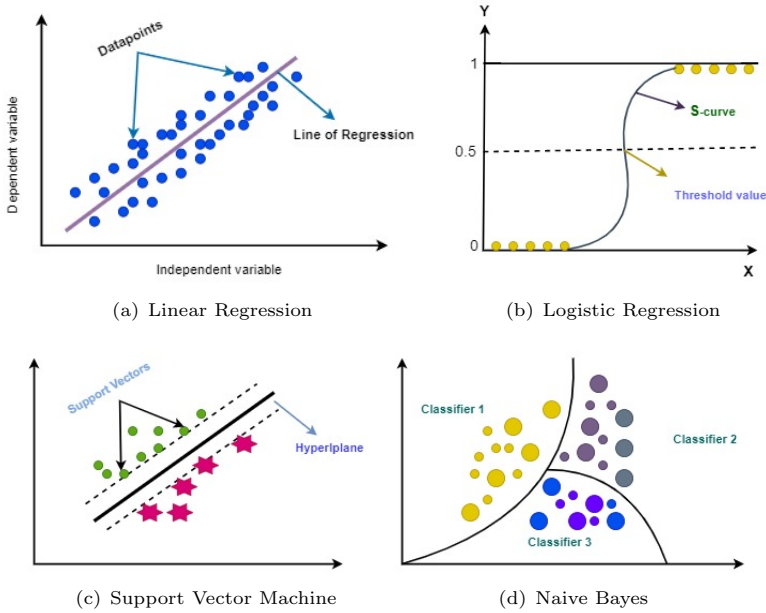 Datapoints
Line of Regression
Dependent variable
Independent variable
(a) Linear Regression
Y
1
S-curve
0.5
Threshold value
0
X
(b) Logistic Regression
Support Vectors
Hyperlplane
(c) Support Vector Machine
Classifier 1
Classifier 2
Classifier 3
(d) Naive Bayes